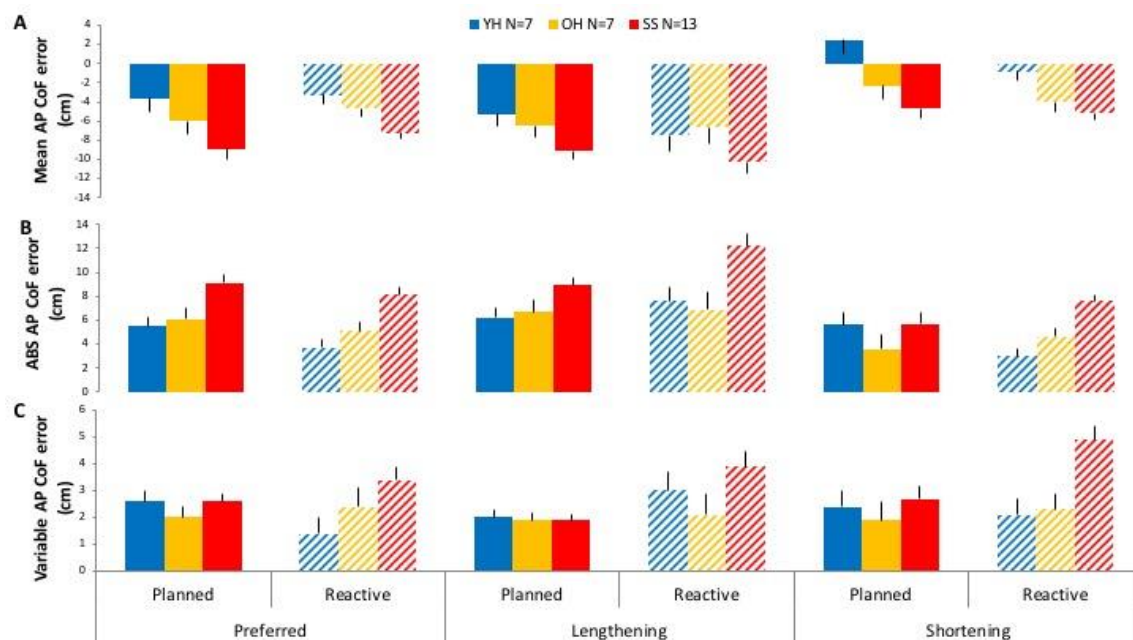 A
YH N=7 OH N=7 SS N=13
Mean AP CoF error
(cm)
4
2
0
-2
-4
-6
-8
-10
-12
-14
B
ABS AP CoF error
(cm)
14
12
10
8
6
4
2
0
C
Variable AP CoF error
(cm)
6
5
4
3
2
1
0
Planned Reactive Planned Reactive Planned Reactive
Preferred Lengthening Shortening